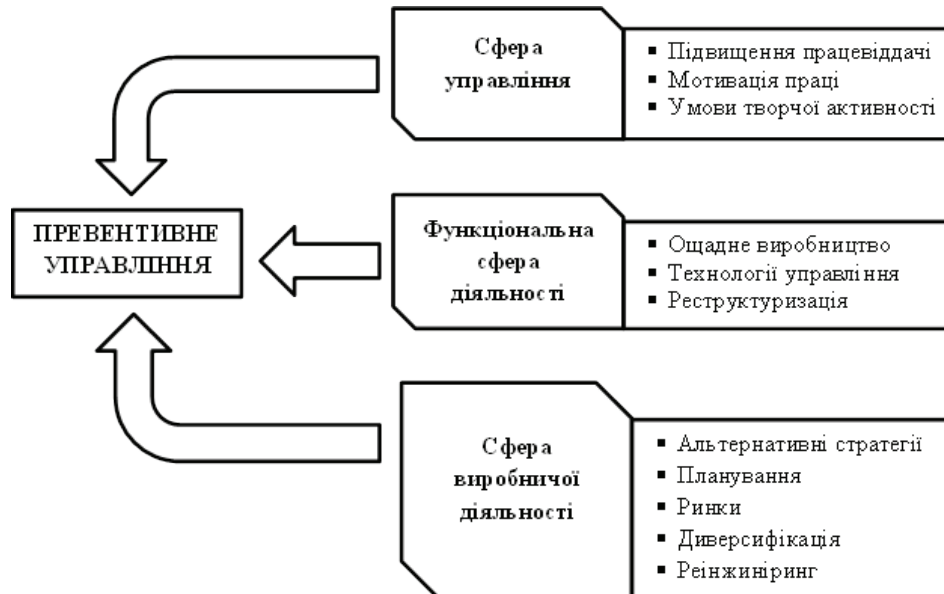 Сфера
управління
▪ Підвищення працевіддачі
▪ Мотивація праці
▪ Умови творчої активності
ПРЕВЕНТИВНЕ
УПРАВЛІННЯ
Функціональна
сфера
діяльності
▪ Ощадне виробництво
▪ Технології управління
▪ Реструктуризація
Сфера
виробничої
діяльності
▪ Альтернативні стратегії
▪ Планування
▪ Ринки
▪ Диверсифікація
▪ Реінжиніринг